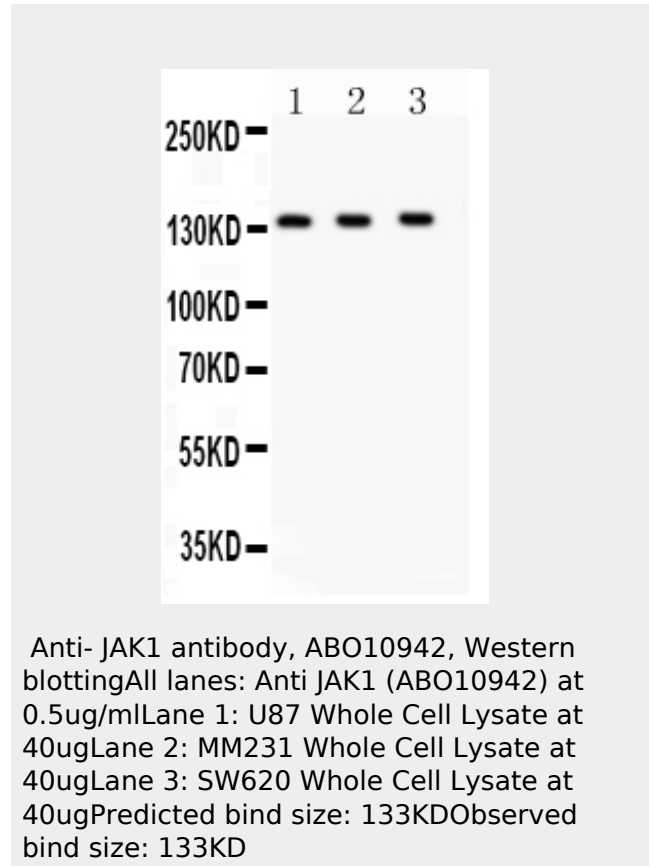 1 2 3
250KD
130KD
100KD
70KD
55KD
35KD
Anti- JAK1 antibody, ABO10942, Western
blottingAll lanes: Anti JAK1 (ABO10942) at
0.5ug/mlLane 1: U87 Whole Cell Lysate at
40ugLane 2: MM231 Whole Cell Lysate at
40ugLane 3: SW620 Whole Cell Lysate at
40ugPredicted bind size: 133KDObserved
bind size: 133KD